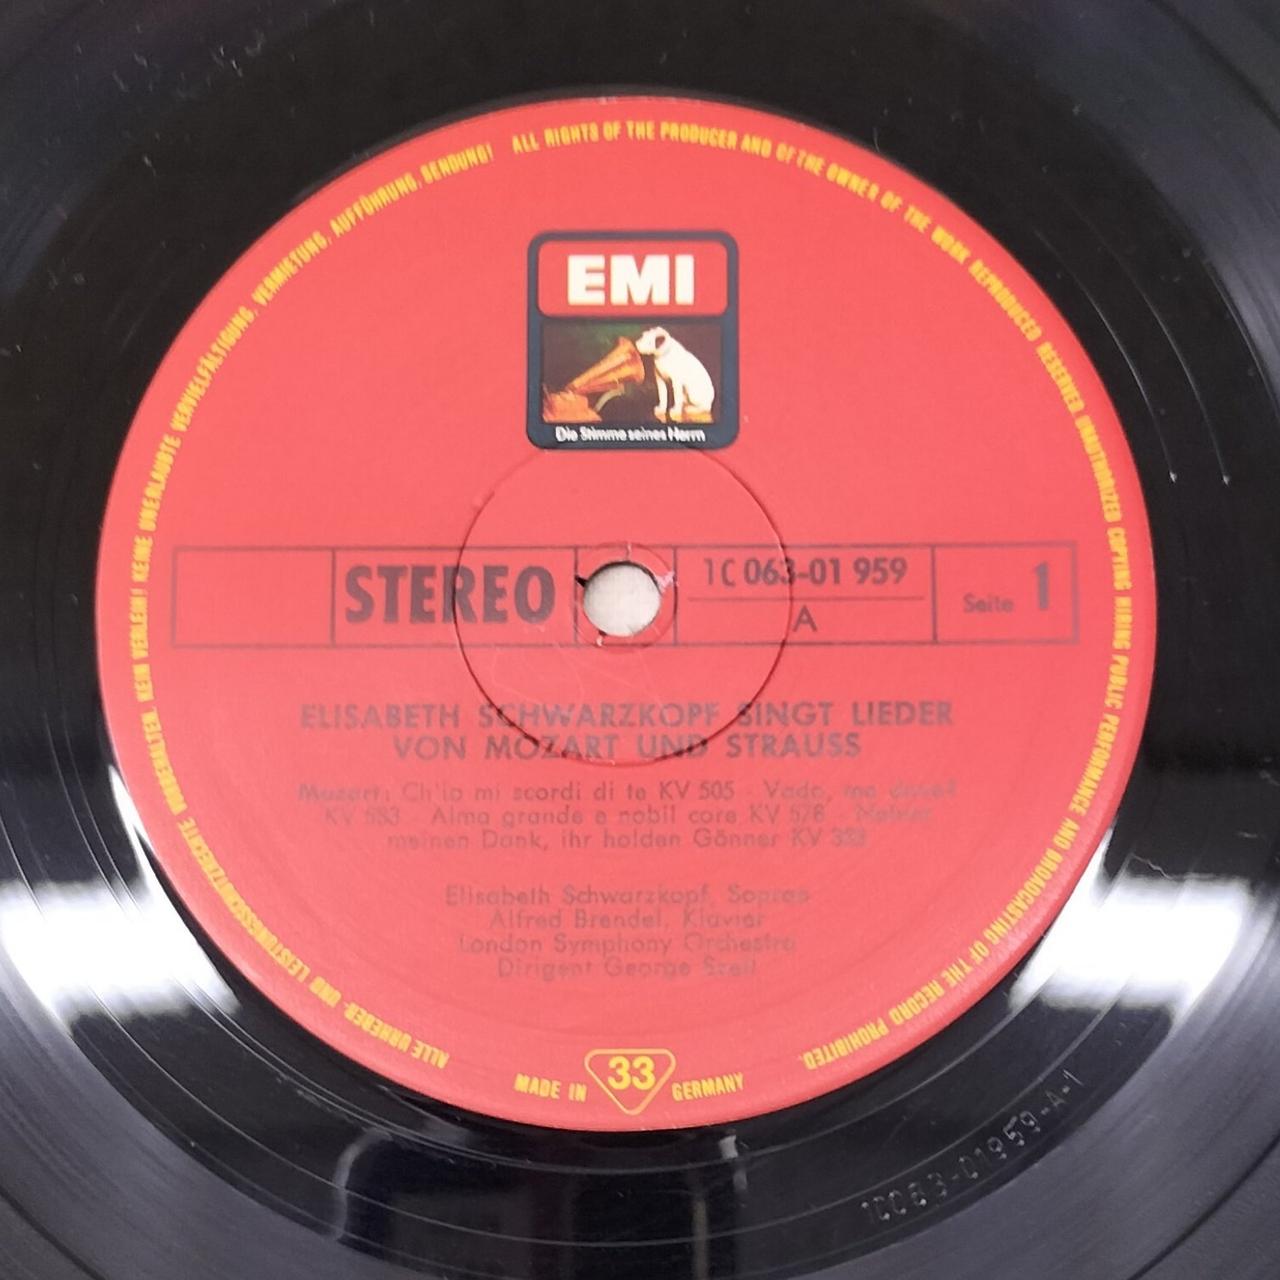 ALLE URHEBER- UND LEISTUNGSSCHUTZRECHTE VORBEHALTEN. KEIN VERLEIH! KEINE UNERLAUBTE VERVIELFÄLTIGUNG, VERMIETUNG, AUFFÜHRUNG, SENDUNG!
ALL RIGHTS OF THE PRODUCER AND OF THE OWNER OF THE WORK REPRODUCED RESERVED UNAUTHORIZED COPYING HIRING PUBLIC PERFORMANCE AND BROADCASTING OF THE RECORD PROHIBITED.
EMI
Die Stimme seines Herrn
STEREO
1C 063-01 959
A
Seite 1
ELISABETH SCHWARZKOPF SINGT LIEDER
VON MOZART UND STRAUSS
Mozart: Ch'io mi scordi di te KV 505 - Vado, ma dove?
KV 583 - Alma grande e nobil core KV 578 - Nehmt
meinen Dank, ihr holden Gönner KV 383
Elisabeth Schwarzkopf, Sopran
Alfred Brendel, Klavier
London Symphony Orchestra
Dirigent George Szell
MADE IN 33 GERMANY
1C063-01959-A-1